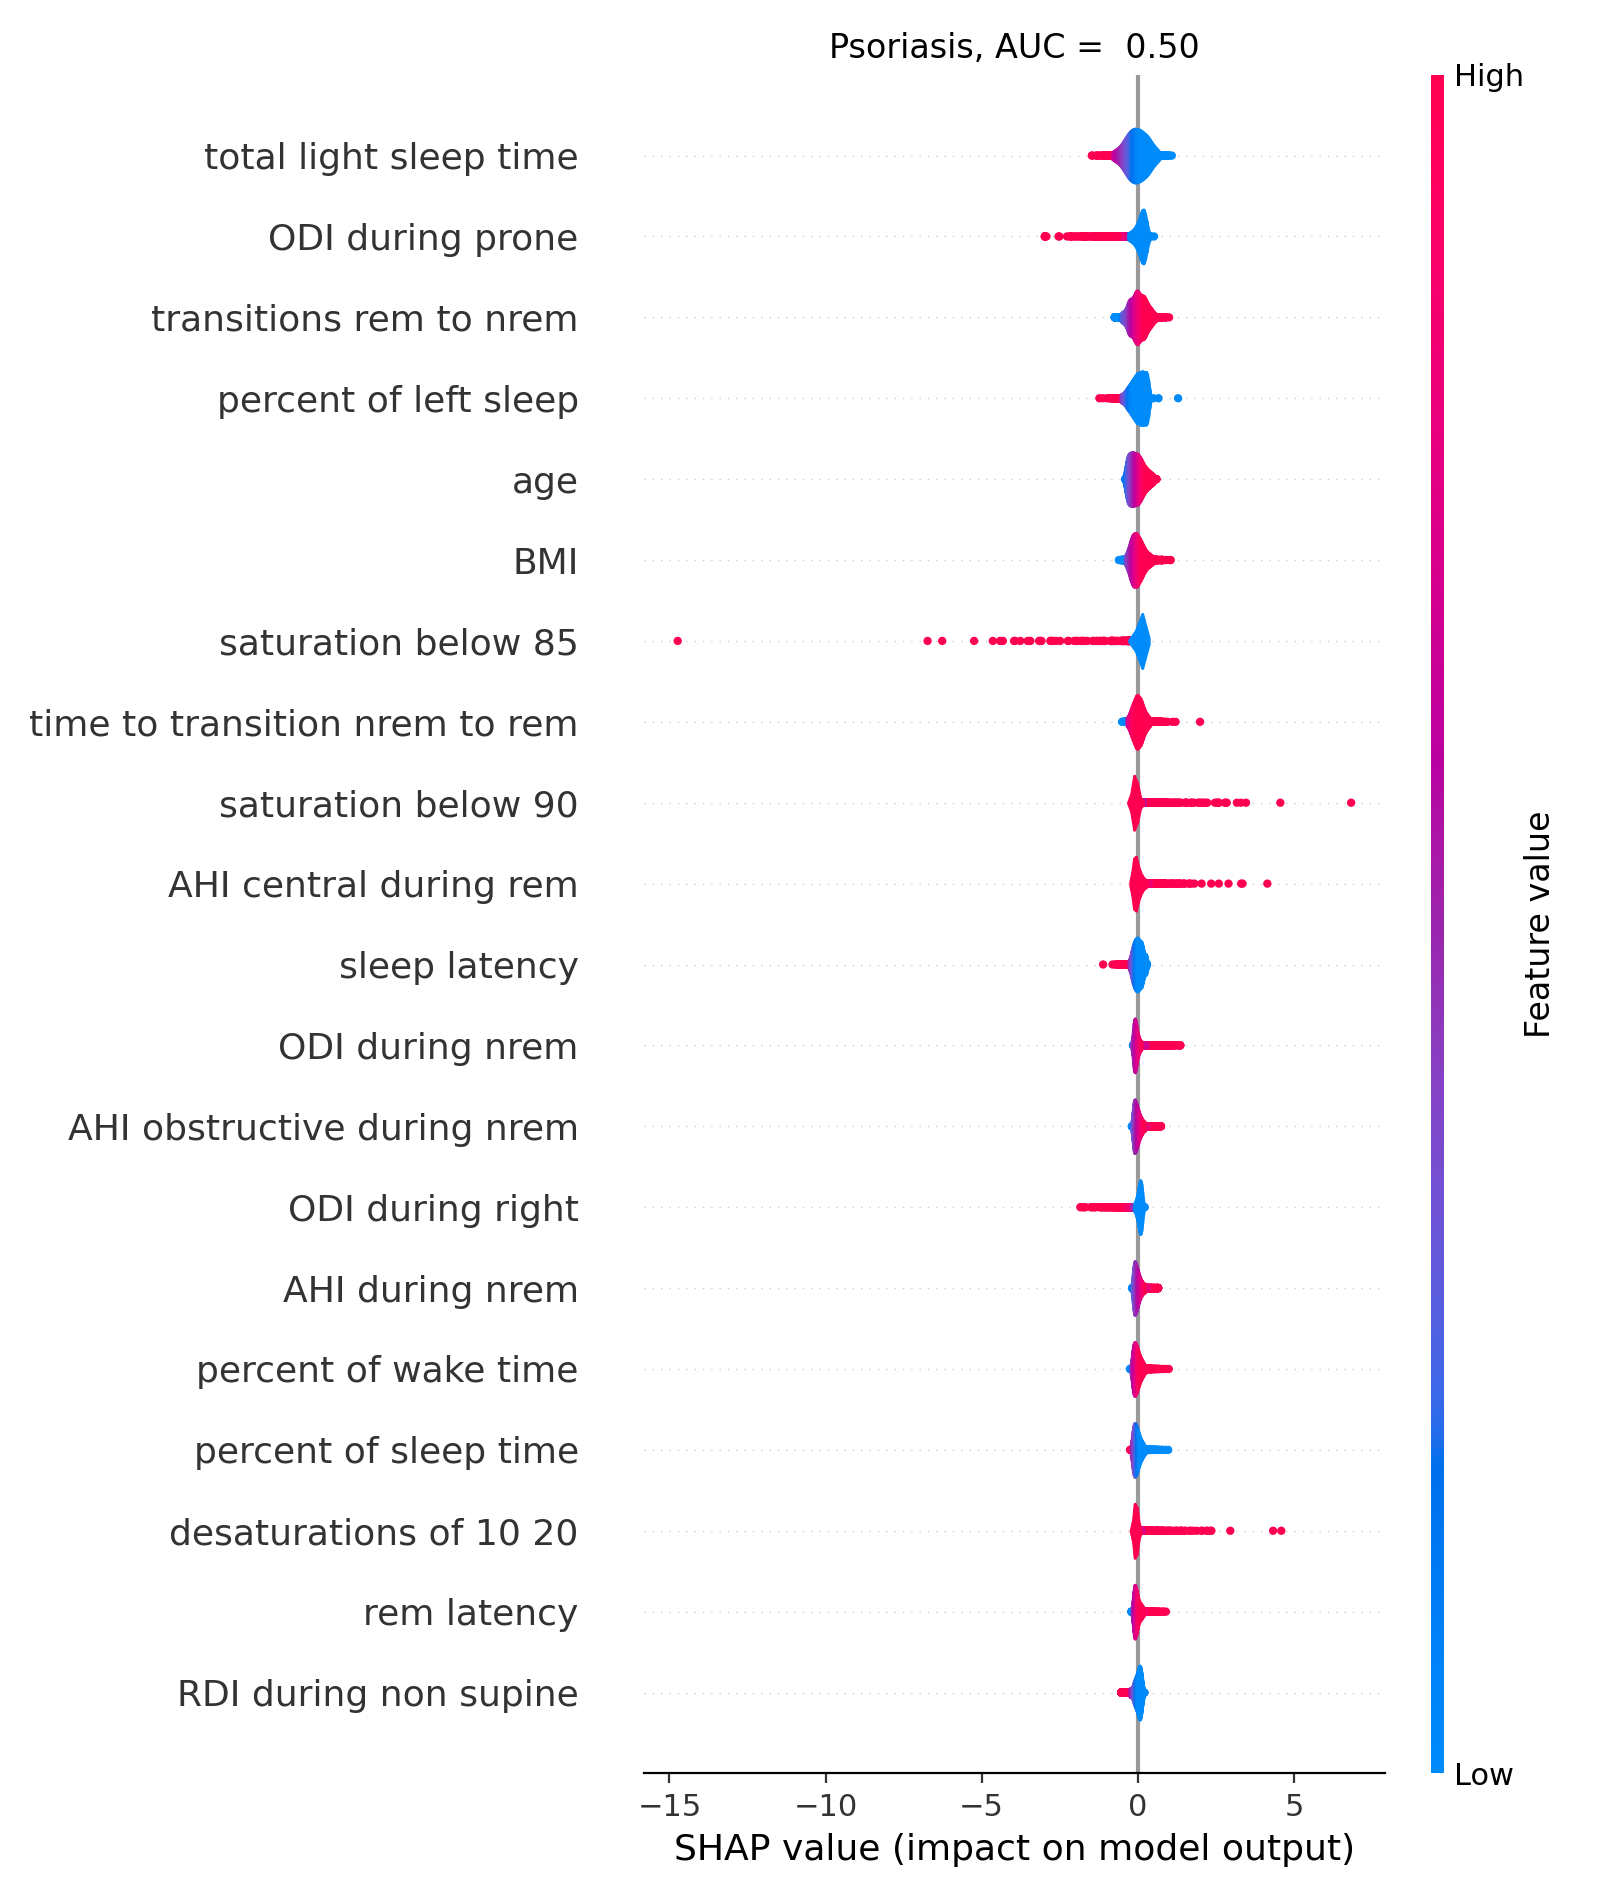 Psoriasis, AUC =  0.50
High
total light sleep time
ODI during prone
transitions rem to nrem
percent of left sleep
age
BMI
saturation below 85
time to transition nrem to rem
saturation below 90
AHI central during rem
sleep latency
ODI during nrem
AHI obstructive during nrem
ODI during right
AHI during nrem
percent of wake time
percent of sleep time
desaturations of 10 20
rem latency
RDI during non supine
Feature value
Low
−15 −10 −5 0 5
SHAP value (impact on model output)